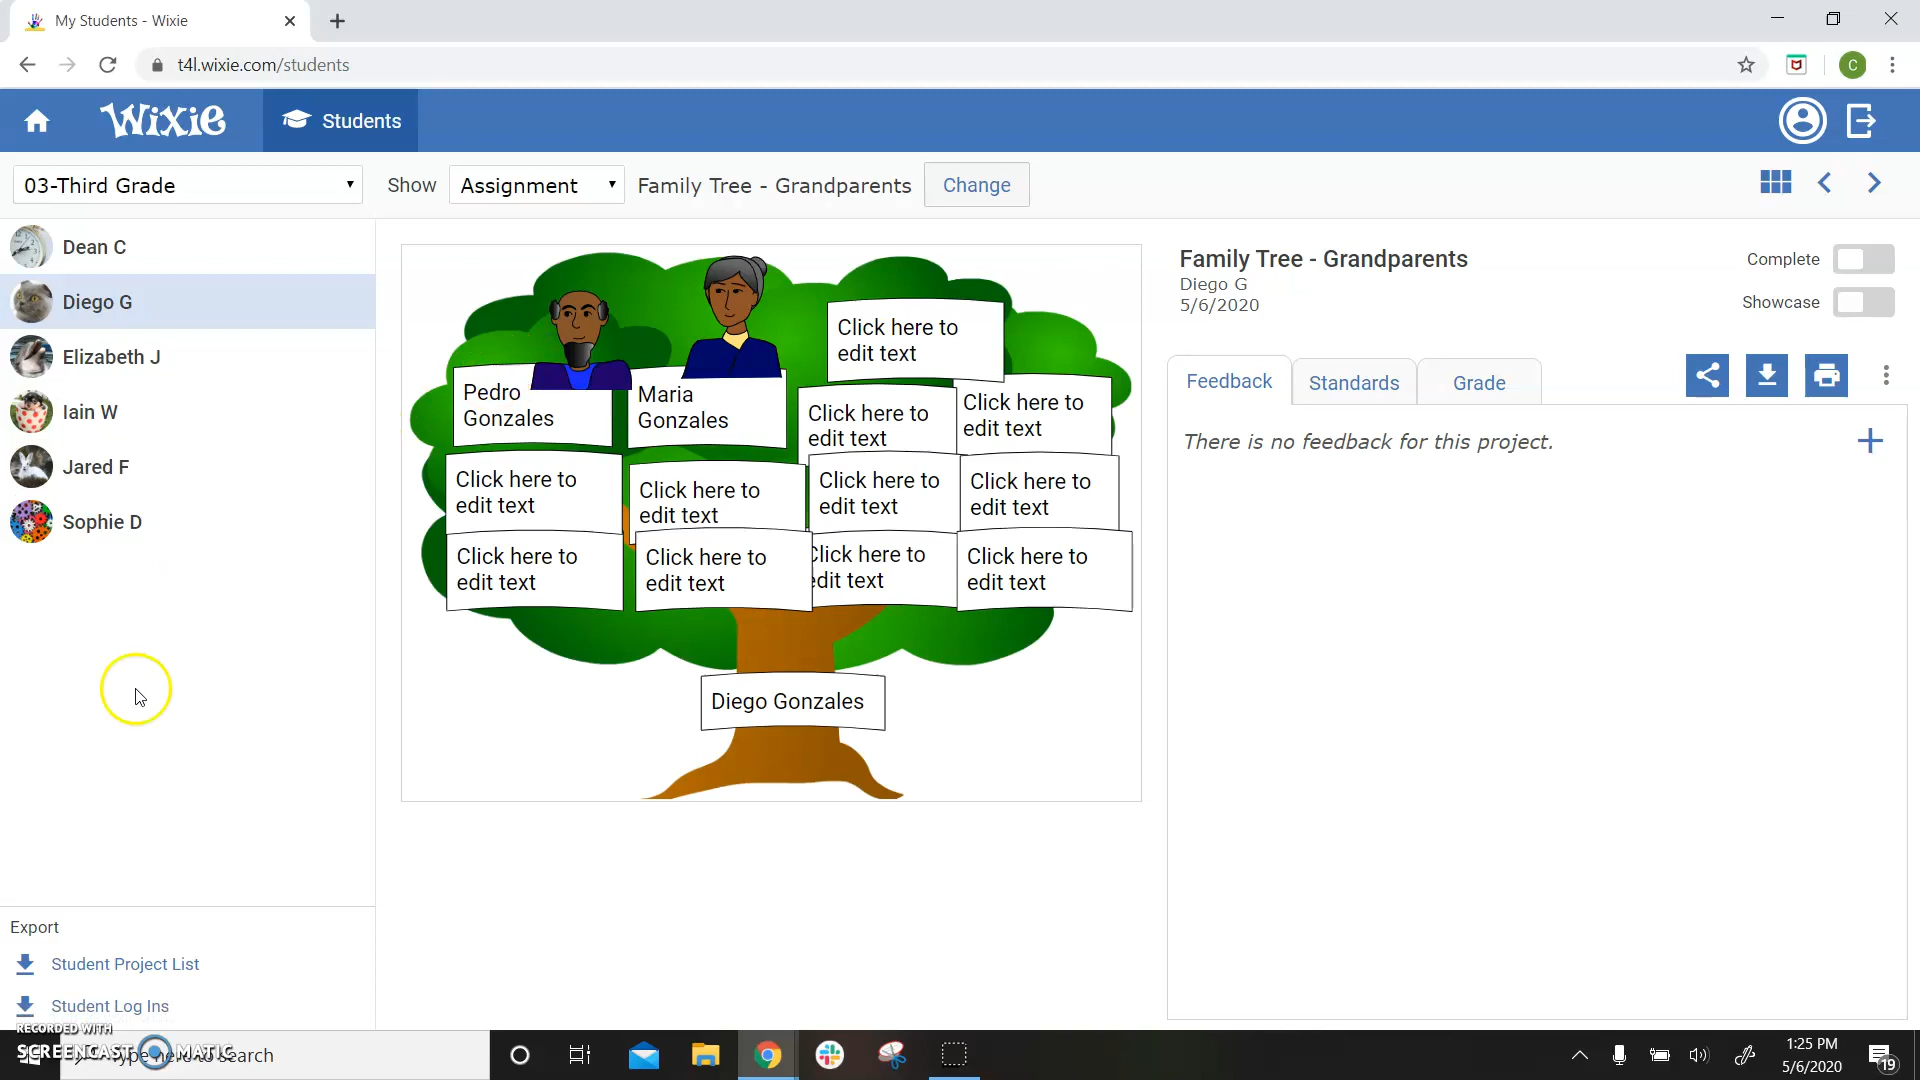 My Students - Wixie
t4l.wixie.com/students
C
Wixie
Students
03-Third Grade
Show
Assignment
Family Tree - Grandparents
Change
Dean C
Diego G
Elizabeth J
Iain W
Jared F
Sophie D
Click here to
edit text
Pedro
Gonzales
Maria
Gonzales
Click here to
edit text
Click here to
edit text
Click here to
edit text
Click here to
edit text
Click here to
edit text
Click here to
edit text
Click here to
edit text
Click here to
edit text
Click here to
edit text
Click here to
edit text
Diego Gonzales
Family Tree - Grandparents
Diego G
5/6/2020
Complete
Showcase
Feedback
Standards
Grade
There is no feedback for this project.
Export
Student Project List
Student Log Ins
RECORDED WITH
SCREENCAST MATIC
Type here to search
1:25 PM
5/6/2020
19